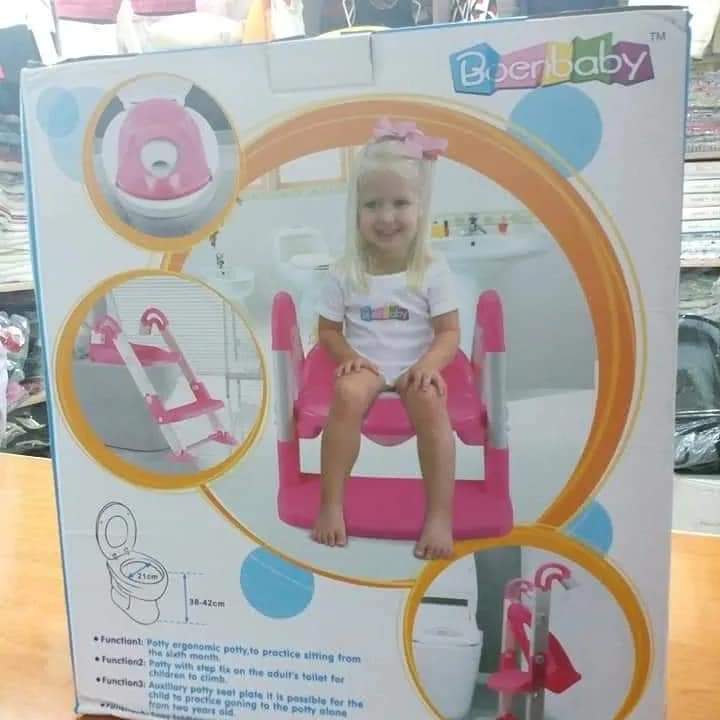 Boenbaby TM
Boenbaby
21cm
38-42cm
• Function1: Potty ergonomic potty,to practice sitting from
the sixth month.
• Function2: Potty with step fix on the adult's toilet for
children to climb.
• Function3: Auxiliary potty seat plate it is possible for the
child to practice goning to the potty alone
from two years old.